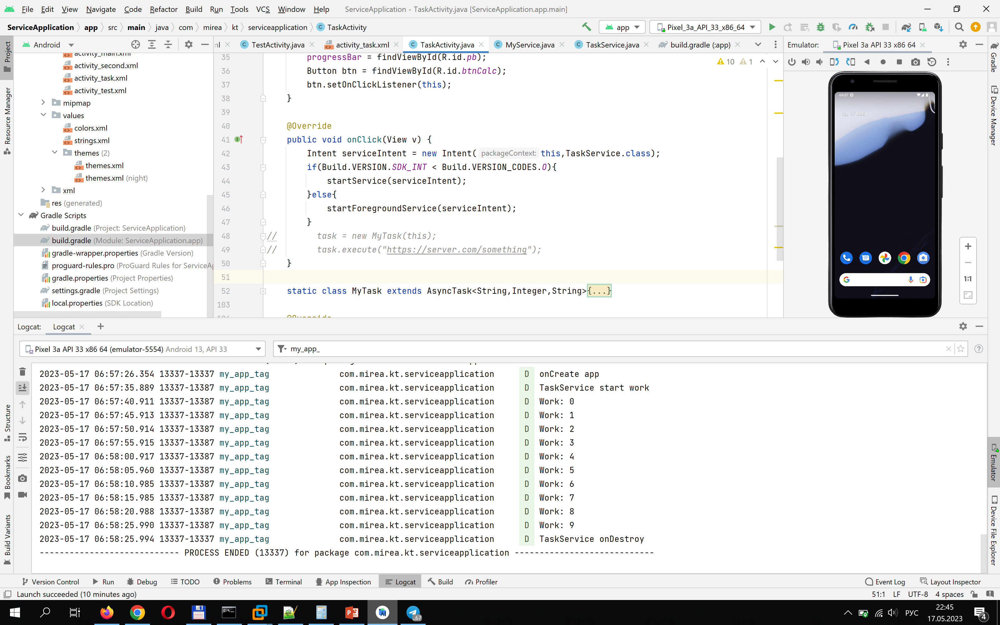 File Edit View Navigate Code Refactor Build Run Tools VCS Window Help ServiceApplication - TaskActivity.java [ServiceApplication.app.main]
ServiceApplication app src main java com mirea kt serviceapplication TaskActivity app Pixel_3a_API_33_x86_64
Android
TestActivity.java activity_task.xml TaskActivity.java MyService.java TaskService.java build.gradle (:app)
Emulator: Pixel 3a API 33 x86 64
Project
Resource Manager
Structure
Bookmarks
Build Variants
activity_main.xml
activity_second.xml
activity_task.xml
activity_test.xml
mipmap
values
colors.xml
strings.xml
themes (2)
themes.xml
themes.xml (night)
xml
res (generated)
Gradle Scripts
build.gradle (Project: ServiceApplication)
build.gradle (Module: ServiceApplication.app)
gradle-wrapper.properties (Gradle Version)
proguard-rules.pro (ProGuard Rules for ServiceAp
gradle.properties (Project Properties)
settings.gradle (Project Settings)
local.properties (SDK Location)
10 1
35 progressBar = findViewById(R.id.pb);
36 Button btn = findViewById(R.id.btnCalc);
37 btn.setOnClickListener(this);
38 }
39
40 @Override
41 public void onClick(View v) {
42 Intent serviceIntent = new Intent( packageContext: this,TaskService.class);
43 if(Build.VERSION.SDK_INT < Build.VERSION_CODES.O){
44 startService(serviceIntent);
45 }else{
46 startForegroundService(serviceIntent);
47 }
48 // task = new MyTask(this);
49 // task.execute("https://server.com/something");
50 }
51
52 static class MyTask extends AsyncTask<String,Integer,String>{...}
103
104 @Override
04:07
Ср, 17 мая
1:1
Gradle
Device Manager
Emulator
Device File Explorer
Logcat: Logcat
Pixel 3a API 33 x86 64 (emulator-5554) Android 13, API 33 my_app_
2023-05-17 06:57:26.354 13337-13337 my_app_tag com.mirea.kt.serviceapplication D onCreate app
2023-05-17 06:57:35.889 13337-13387 my_app_tag com.mirea.kt.serviceapplication D TaskService start work
2023-05-17 06:57:40.911 13337-13387 my_app_tag com.mirea.kt.serviceapplication D Work: 0
2023-05-17 06:57:45.913 13337-13387 my_app_tag com.mirea.kt.serviceapplication D Work: 1
2023-05-17 06:57:50.914 13337-13387 my_app_tag com.mirea.kt.serviceapplication D Work: 2
2023-05-17 06:57:55.915 13337-13387 my_app_tag com.mirea.kt.serviceapplication D Work: 3
2023-05-17 06:58:00.917 13337-13387 my_app_tag com.mirea.kt.serviceapplication D Work: 4
2023-05-17 06:58:05.960 13337-13387 my_app_tag com.mirea.kt.serviceapplication D Work: 5
2023-05-17 06:58:10.985 13337-13387 my_app_tag com.mirea.kt.serviceapplication D Work: 6
2023-05-17 06:58:15.985 13337-13387 my_app_tag com.mirea.kt.serviceapplication D Work: 7
2023-05-17 06:58:20.988 13337-13387 my_app_tag com.mirea.kt.serviceapplication D Work: 8
2023-05-17 06:58:25.990 13337-13387 my_app_tag com.mirea.kt.serviceapplication D Work: 9
2023-05-17 06:58:25.994 13337-13337 my_app_tag com.mirea.kt.serviceapplication D TaskService onDestroy
---------------------------- PROCESS ENDED (13337) for package com.mirea.kt.serviceapplication ----------------------------
Version Control Run Debug TODO Problems Terminal App Inspection Logcat Build Profiler Event Log Layout Inspector
Launch succeeded (10 minutes ago) 51:1 LF UTF-8 4 spaces
..67
РУС
22:45
17.05.2023
4